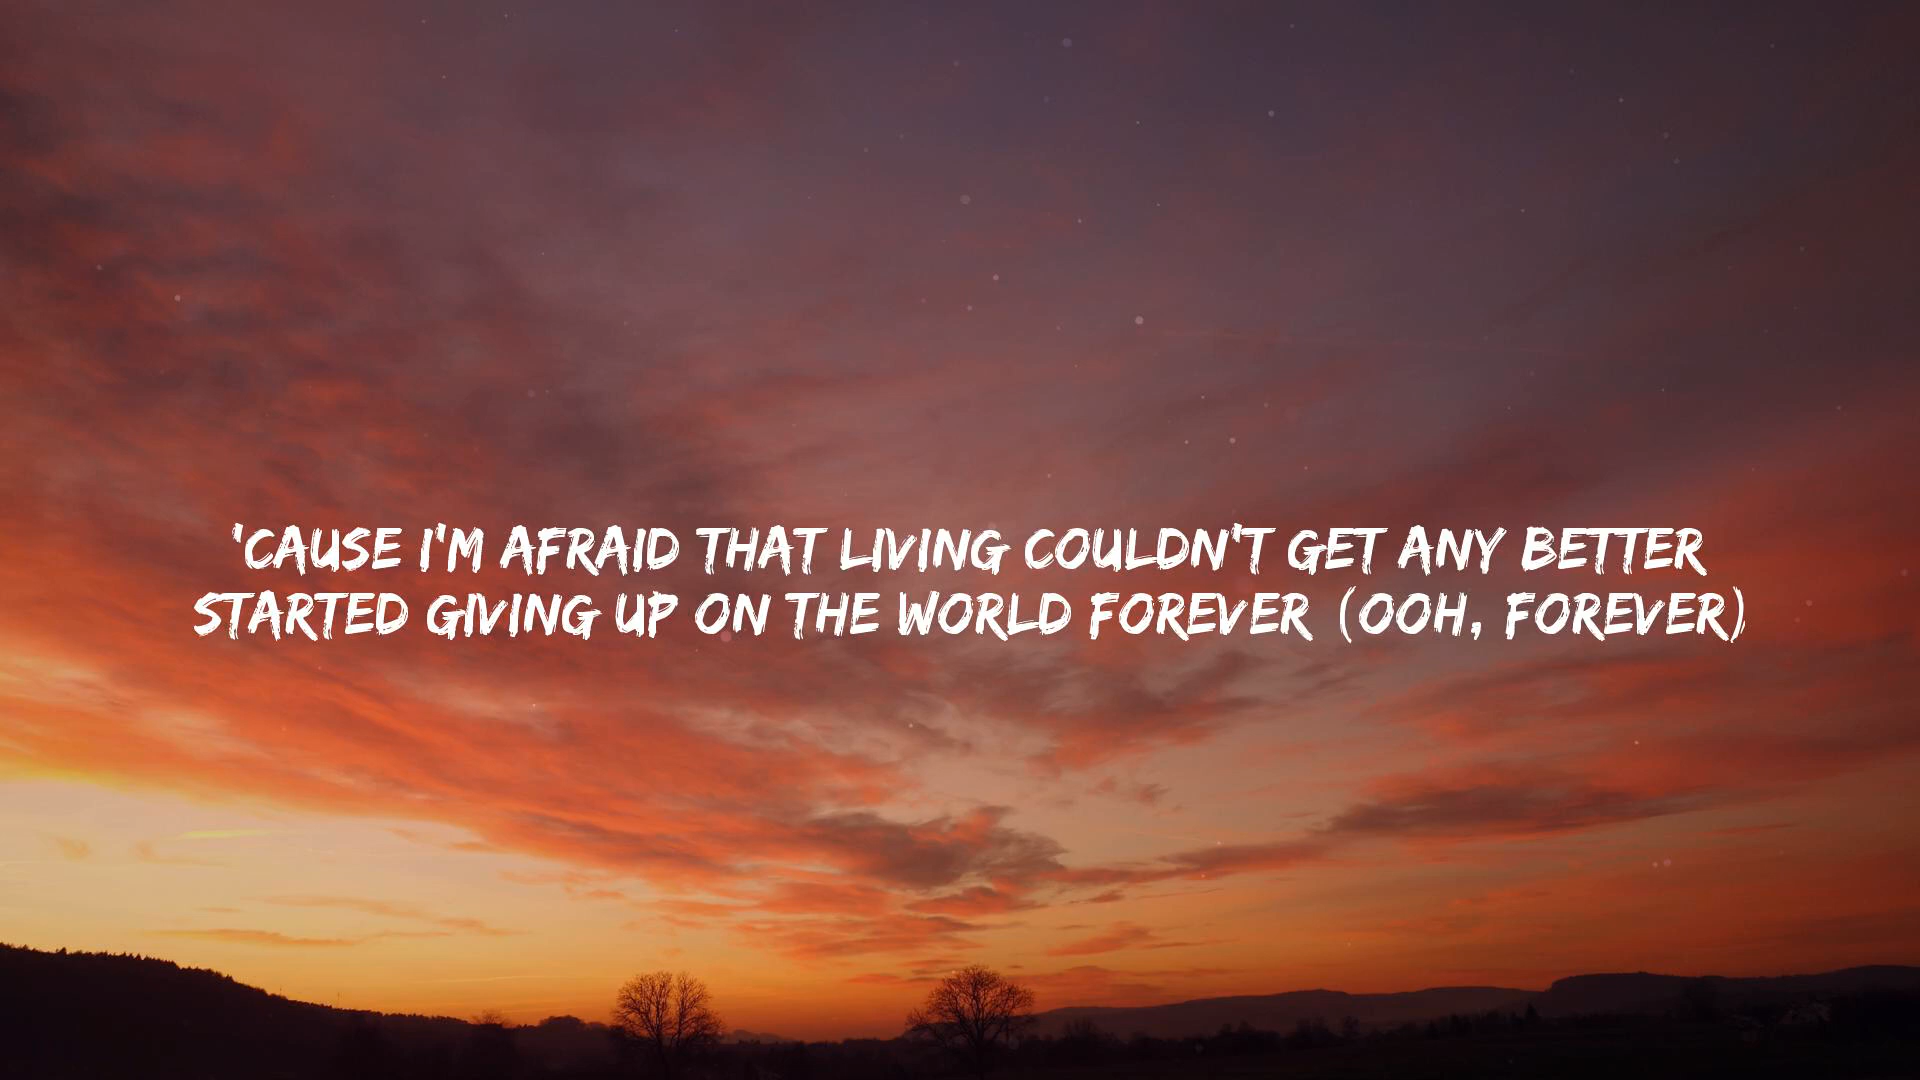 'CAUSE I'M AFRAID THAT LIVING COULDN'T GET ANY BETTER
STARTED GIVING UP ON THE WORLD FOREVER (OOH, FOREVER)